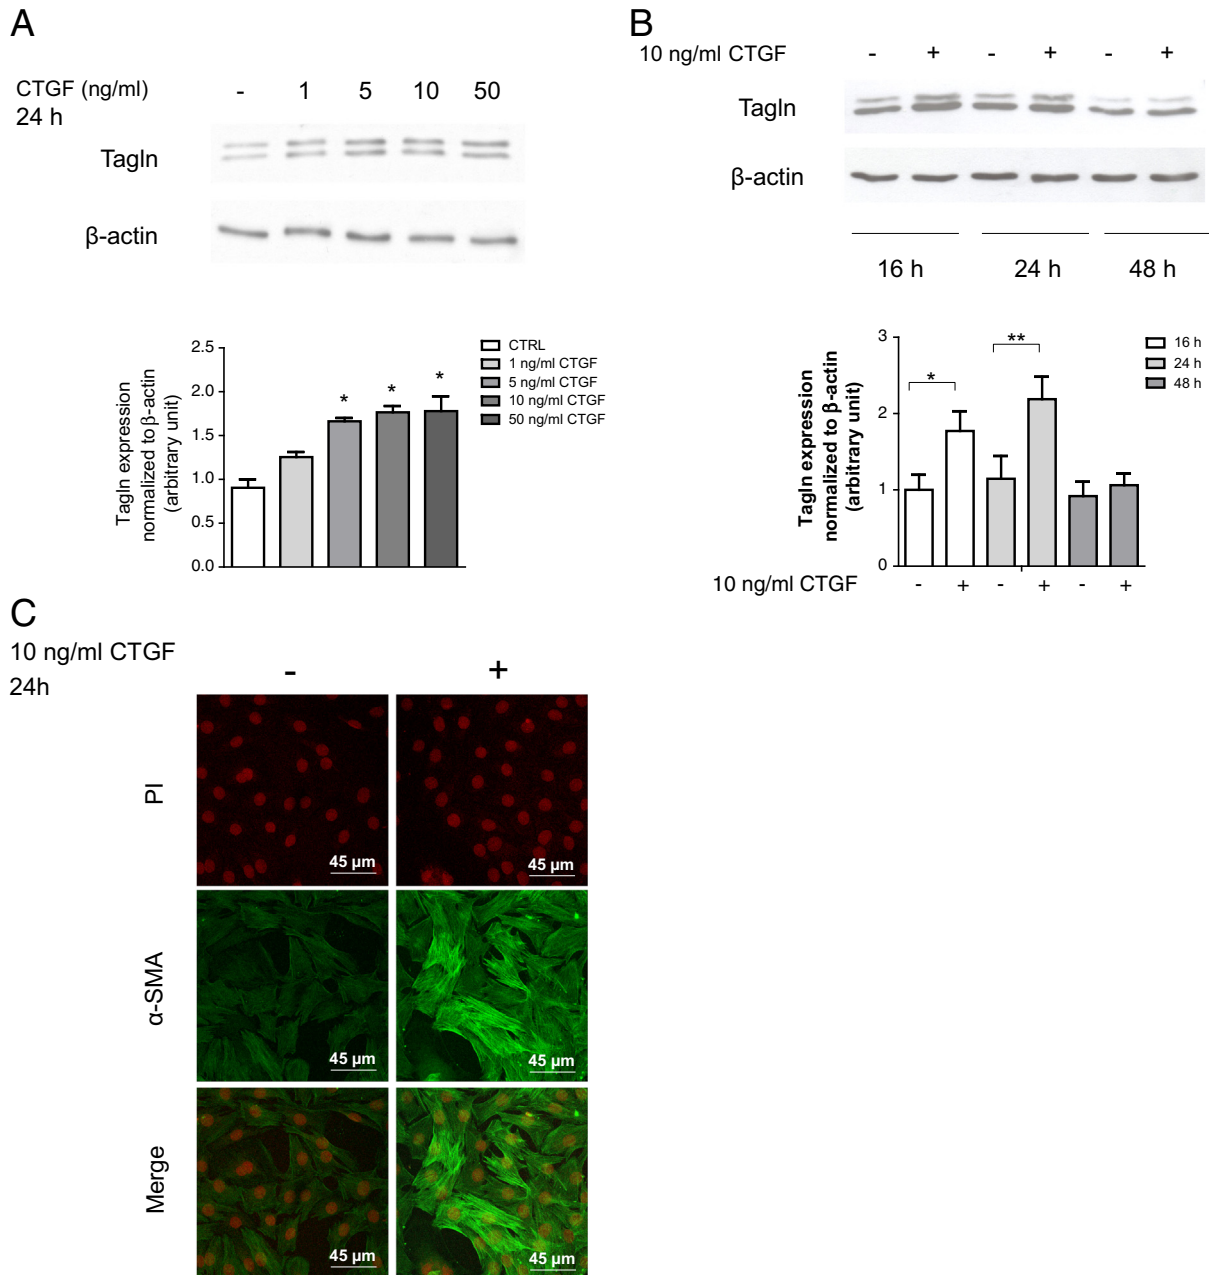 A
CTGF (ng/ml)
24 h
- 1 5 10 50
Tagln
β-actin
Tagln expression
normalized to β-actin
(arbitrary unit)
2.5
2.0
1.5
1.0
0.5
0.0
*
*
*
CTRL
1 ng/ml CTGF
5 ng/ml CTGF
10 ng/ml CTGF
50 ng/ml CTGF
B
10 ng/ml CTGF - + - + - +
Tagln
β-actin
16 h 24 h 48 h
Tagln expression
normalized to β-actin
(arbitrary unit)
3
2
1
0
*
**
16 h
24 h
48 h
10 ng/ml CTGF - + - + - +
C
10 ng/ml CTGF
24h
- +
PI
45 μm
45 μm
α-SMA
45 μm
45 μm
Merge
45 μm
45 μm